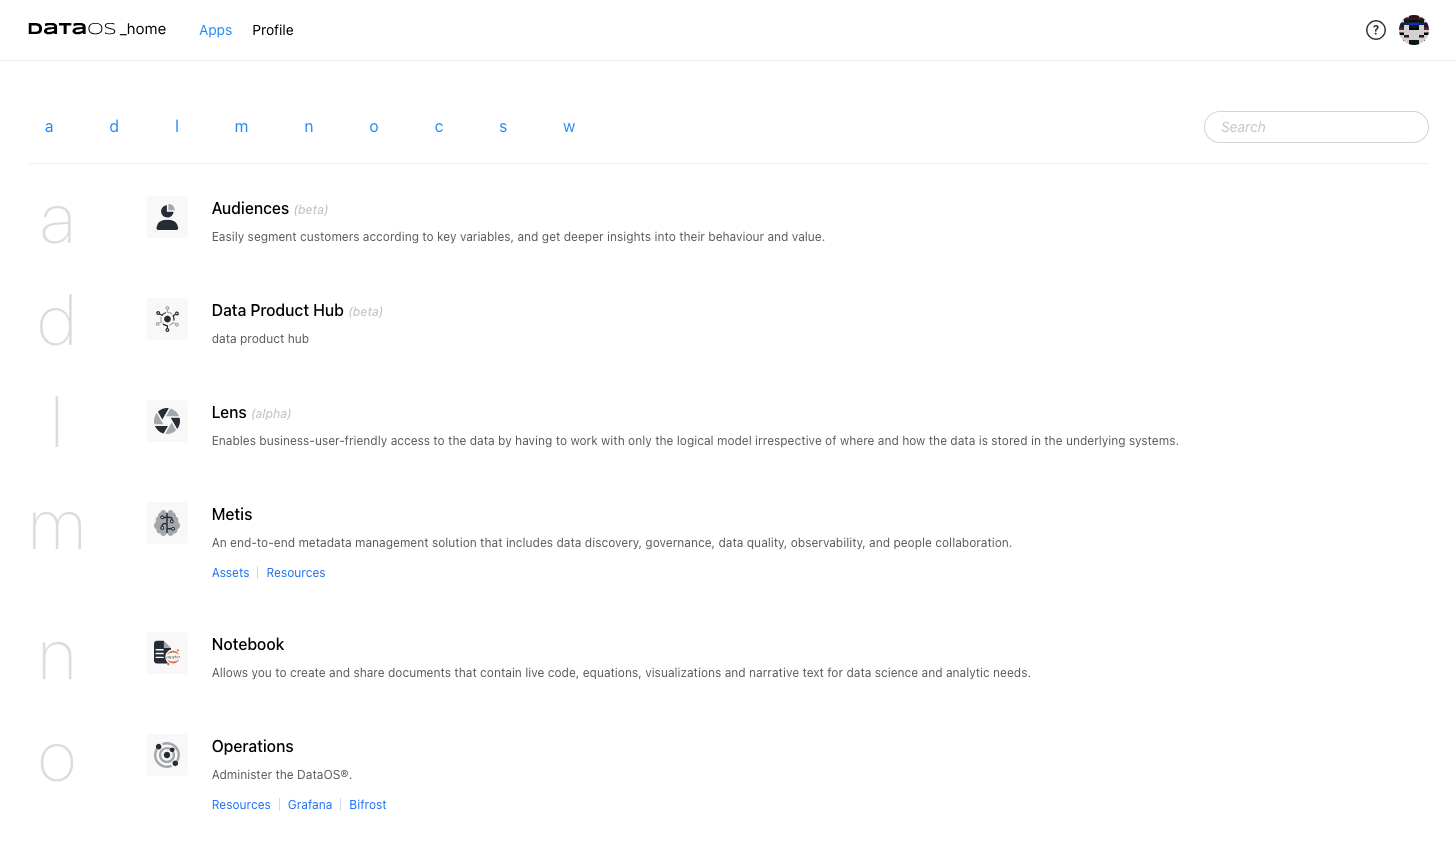 DATAOS _home Apps Profile ?
a d l m n o c s w Search
a
Audiences (beta)
Easily segment customers according to key variables, and get deeper insights into their behaviour and value.
d
Data Product Hub (beta)
data product hub
l
Lens (alpha)
Enables business-user-friendly access to the data by having to work with only the logical model irrespective of where and how the data is stored in the underlying systems.
m
Metis
An end-to-end metadata management solution that includes data discovery, governance, data quality, observability, and people collaboration.
Assets | Resources
n
Notebook
Allows you to create and share documents that contain live code, equations, visualizations and narrative text for data science and analytic needs.
o
Operations
Administer the DataOS®.
Resources | Grafana | Bifrost